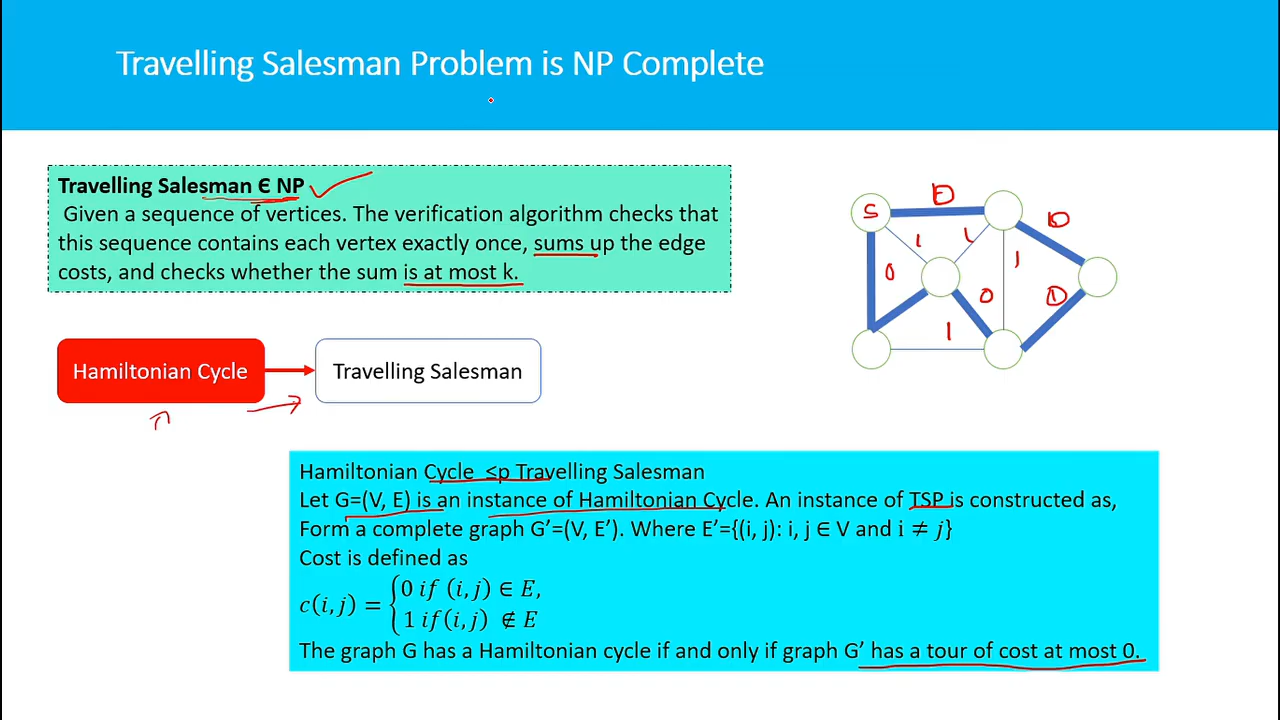 Travelling Salesman Problem is NP Complete
Travelling Salesman Є NP
Given a sequence of vertices. The verification algorithm checks that
this sequence contains each vertex exactly once, sums up the edge
costs, and checks whether the sum is at most k.
Hamiltonian Cycle
Travelling Salesman
S
0
0
1
1
1
0
0
0
1
Hamiltonian Cycle ≤p Travelling Salesman
Let G=(V, E) is an instance of Hamiltonian Cycle. An instance of TSP is constructed as,
Form a complete graph G’=(V, E’). Where E’={(i, j): i, j ∈ V and i ≠ j}
Cost is defined as
c(i,j) = { 0 if (i,j) ∈ E,
1 if(i,j) ∉ E
The graph G has a Hamiltonian cycle if and only if graph G’ has a tour of cost at most 0.